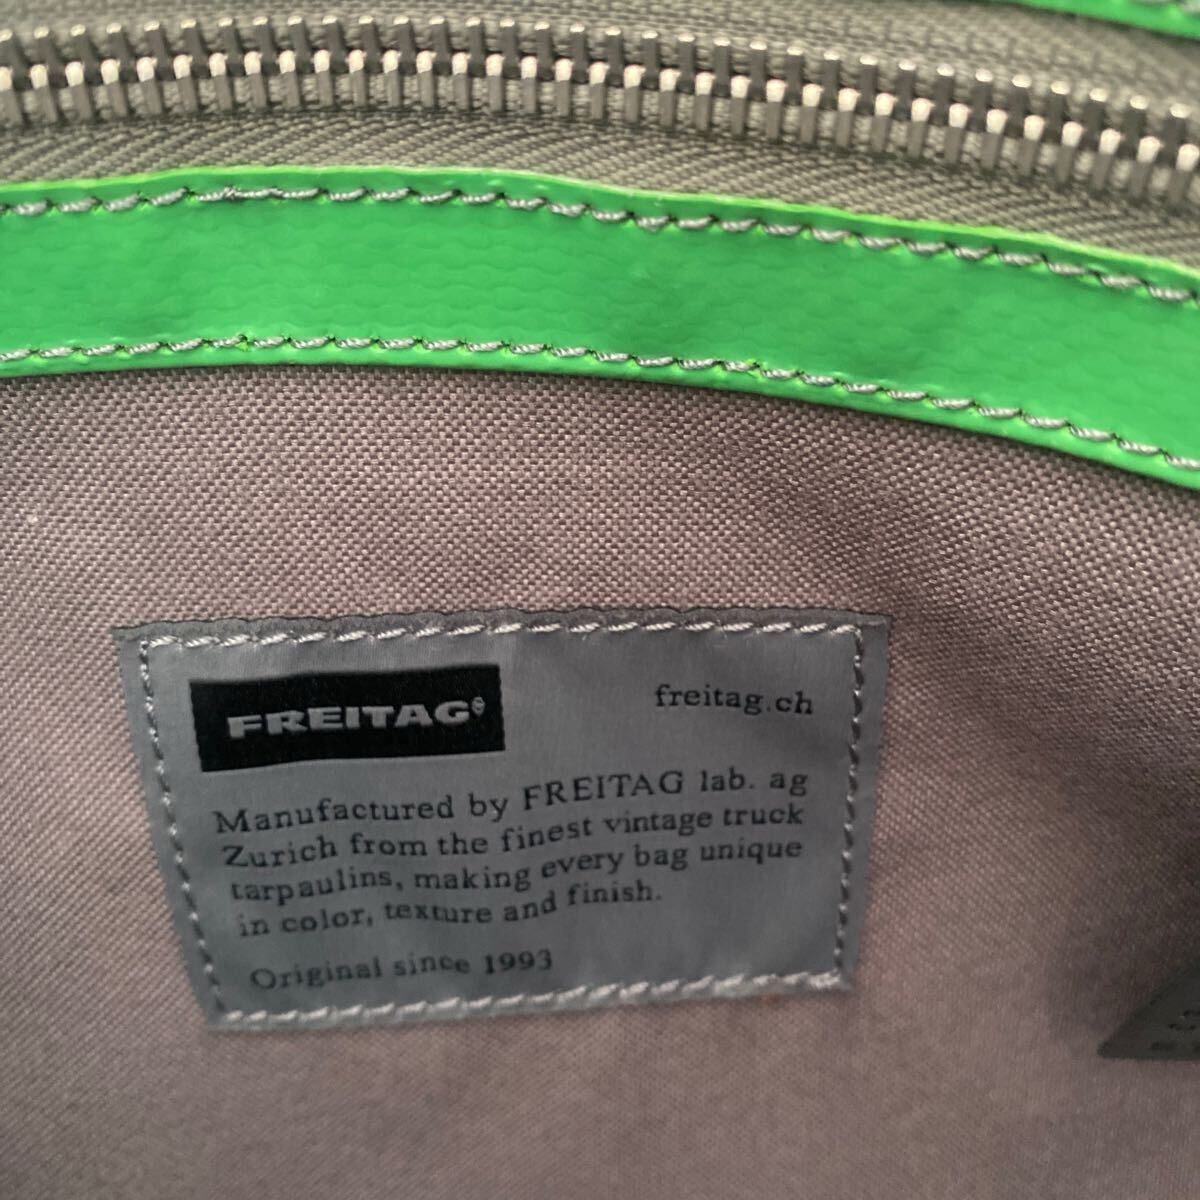 FREITAG®
freitag.ch
Manufactured by FREITAG lab. ag
Zurich from the finest vintage truck
tarpaulins, making every bag unique
in color, texture and finish.
Original since 1993